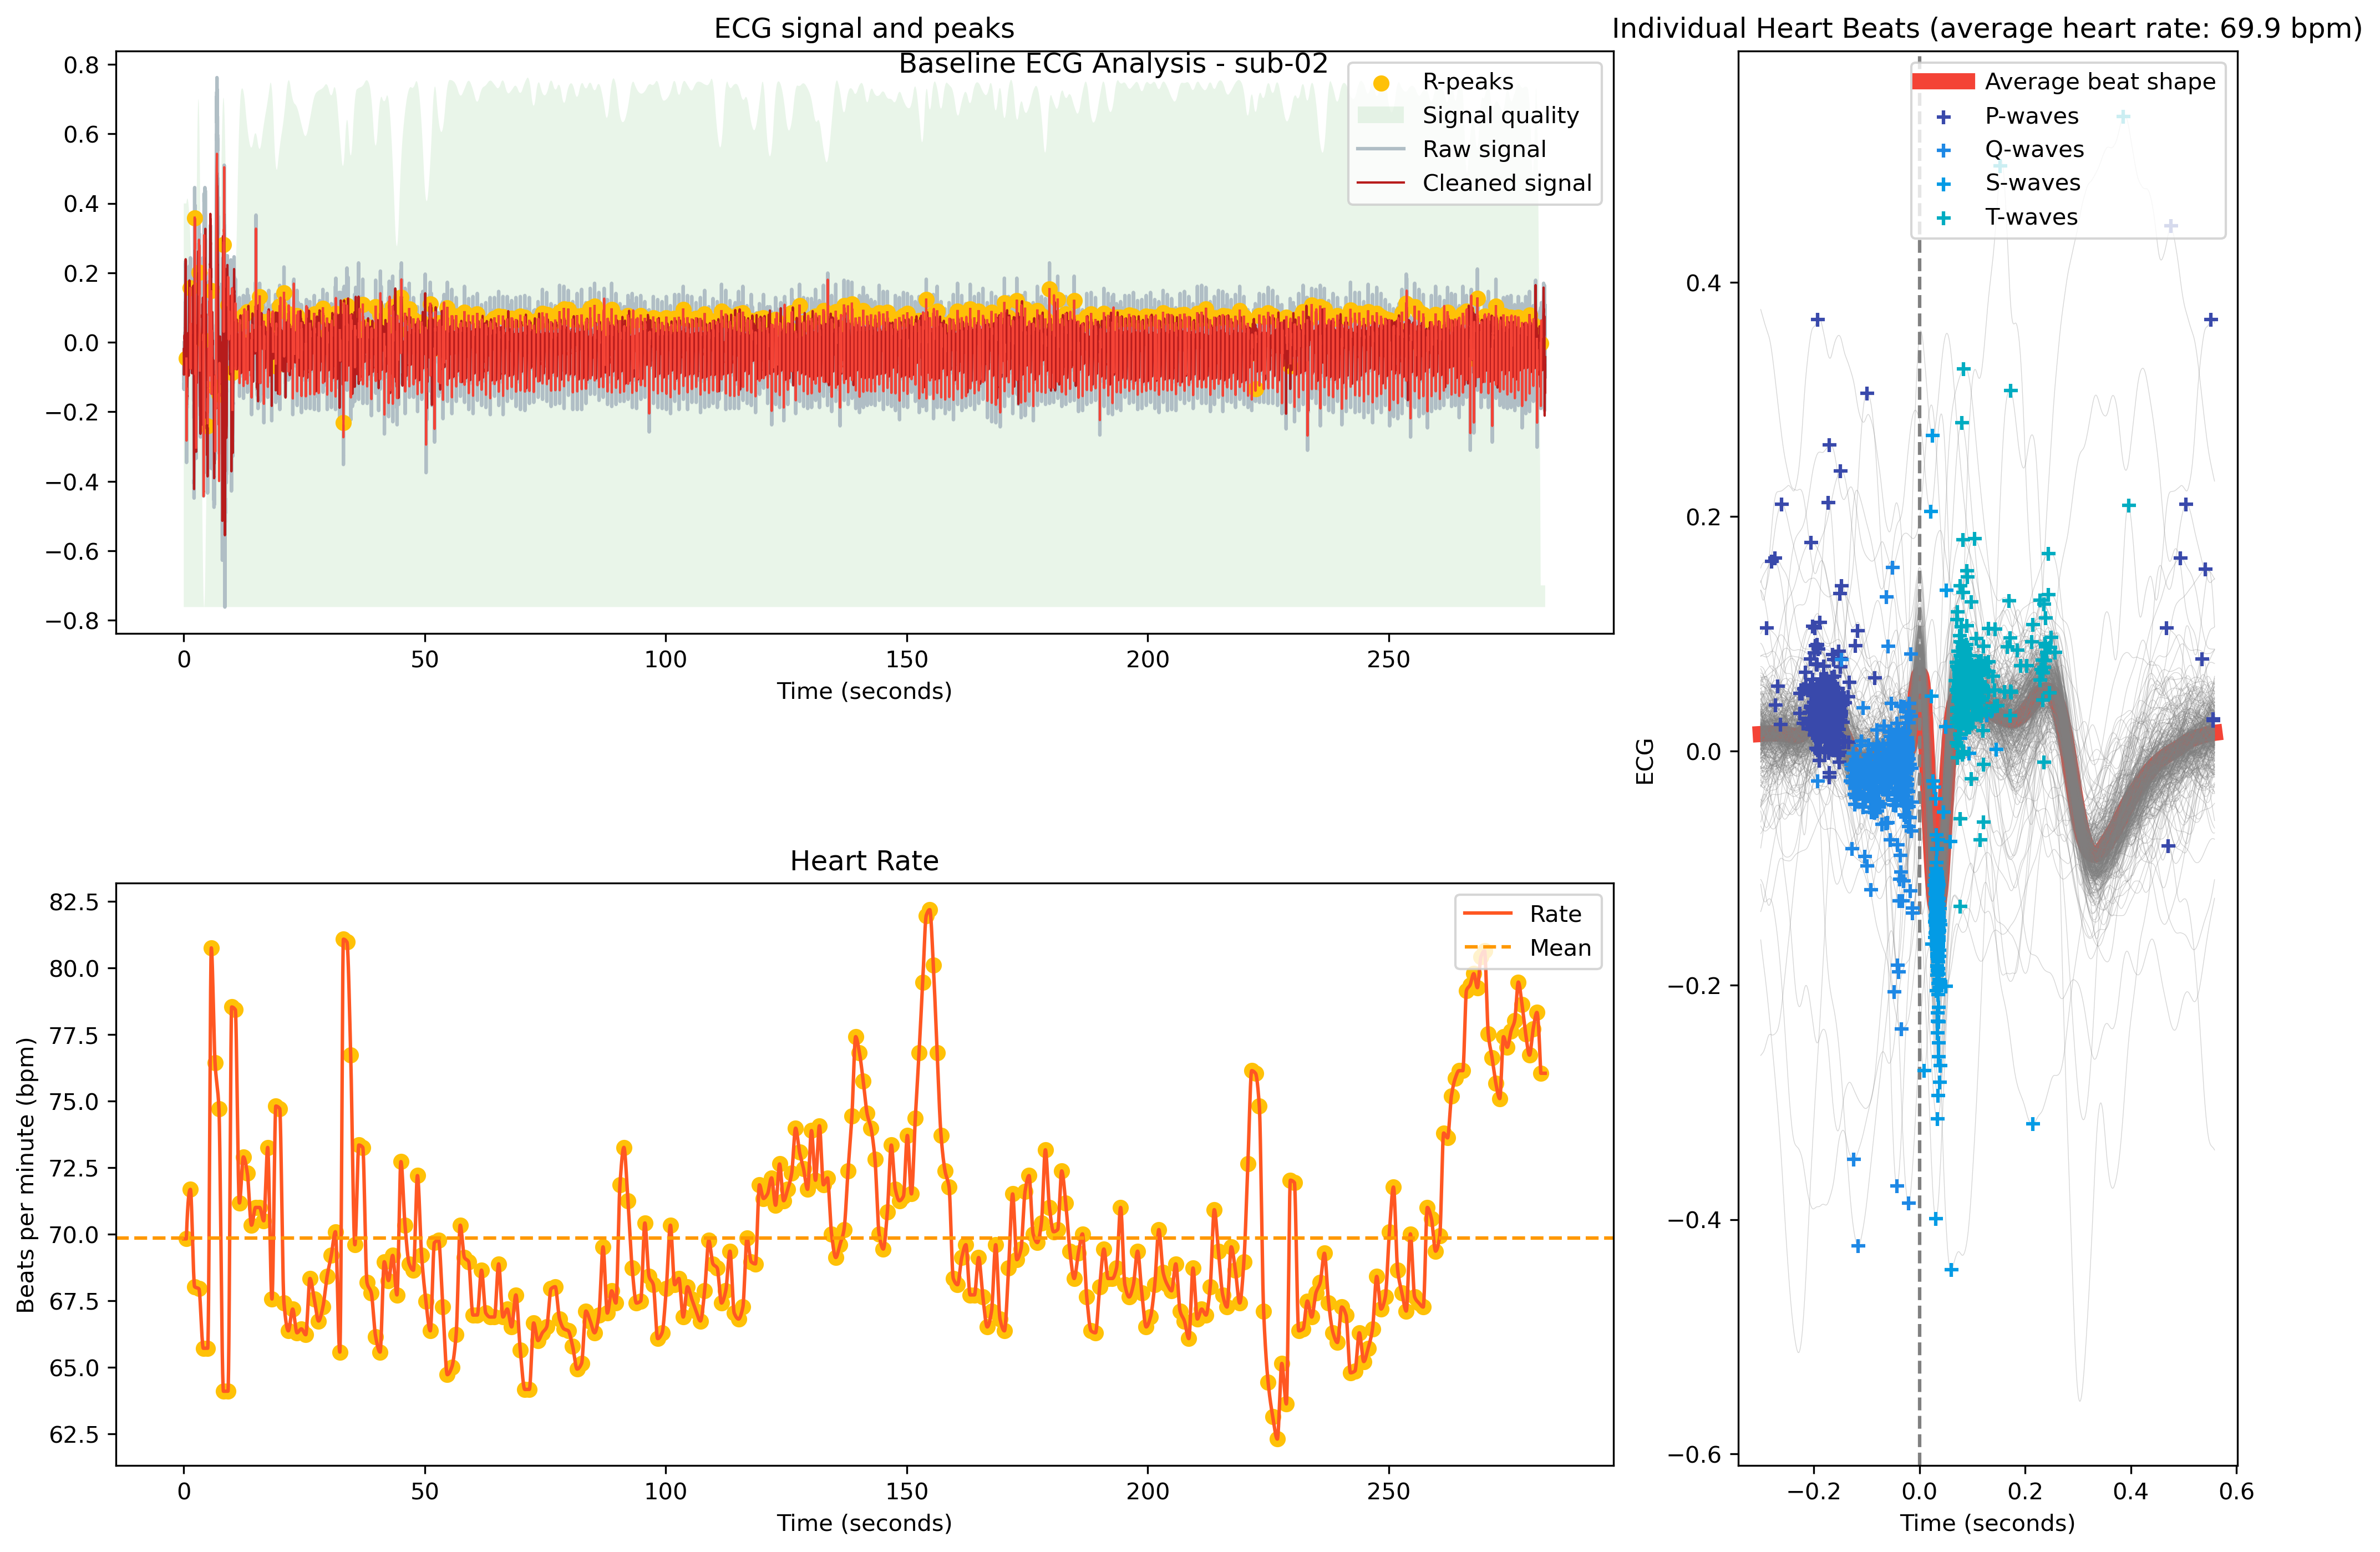 ECG signal and peaks
Baseline ECG Analysis - sub-02
R-peaks
Signal quality
Raw signal
Cleaned signal
0.8
0.6
0.4
0.2
0.0
−0.2
−0.4
−0.6
−0.8
0 50 100 150 200 250
Time (seconds)
Heart Rate
Rate
Mean
Beats per minute (bpm)
82.5
80.0
77.5
75.0
72.5
70.0
67.5
65.0
62.5
0 50 100 150 200 250
Time (seconds)
Individual Heart Beats (average heart rate: 69.9 bpm)
Average beat shape
P-waves
Q-waves
S-waves
T-waves
ECG
0.4
0.2
0.0
−0.2
−0.4
−0.6
−0.2 0.0 0.2 0.4 0.6
Time (seconds)